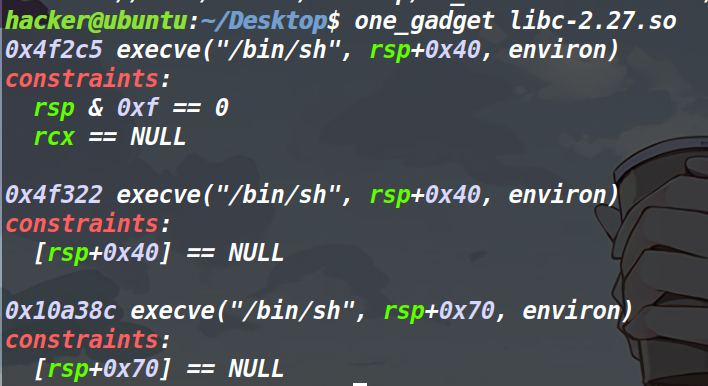 hacker@ubuntu:~/Desktop$ one_gadget libc-2.27.so
0x4f2c5 execve("/bin/sh", rsp+0x40, environ)
constraints:
  rsp & 0xf == 0
  rcx == NULL

0x4f322 execve("/bin/sh", rsp+0x40, environ)
constraints:
  [rsp+0x40] == NULL

0x10a38c execve("/bin/sh", rsp+0x70, environ)
constraints:
  [rsp+0x70] == NULL